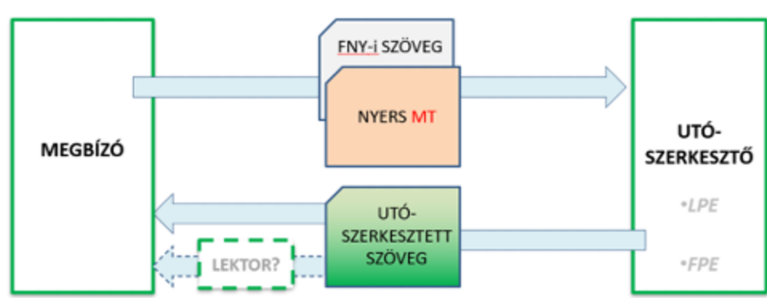 FNY-i SZÖVEG
NYERS MT
MEGBÍZÓ
UTÓ-
SZERKESZTŐ
•LPE
•FPE
UTÓ-
SZERKESZTETT
SZÖVEG
LEKTOR?